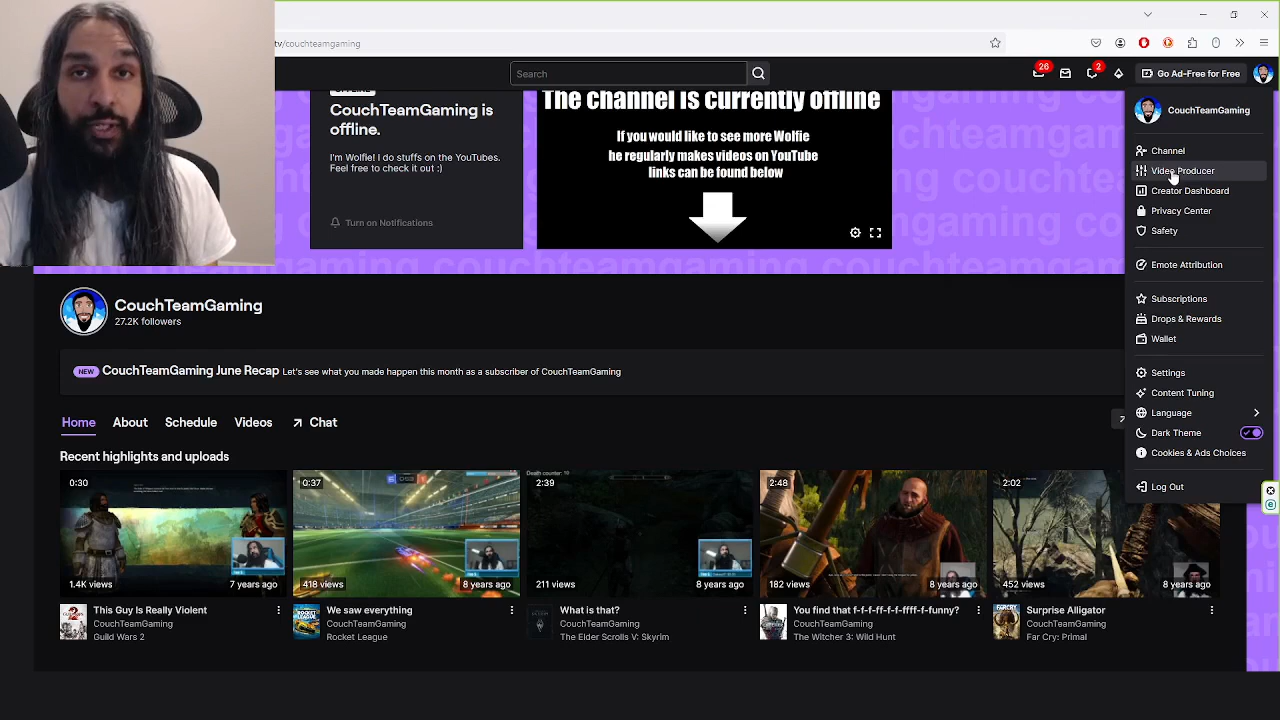 tv/couchteamgaming
Search
26
2
Go Ad-Free for Free
CouchTeamGaming is
offline.
I'm Wolfie! I do stuffs on the YouTubes.
Feel free to check it out :)
Turn on Notifications
The channel is currently offline
If you would like to see more Wolfie
he regularly makes videos on YouTube
links can be found below
couchteamgaming
CouchTeamGaming
Channel
Video Producer
Creator Dashboard
Privacy Center
Safety
Emote Attribution
Subscriptions
Drops & Rewards
Wallet
Settings
Content Tuning
Language
Dark Theme
Cookies & Ads Choices
Log Out
CouchTeamGaming
27.2K followers
NEW CouchTeamGaming June Recap Let's see what you made happen this month as a subscriber of CouchTeamGaming
Home About Schedule Videos Chat
Recent highlights and uploads
0:30
1.4K views
7 years ago
This Guy Is Really Violent
CouchTeamGaming
Guild Wars 2
0:37
418 views
8 years ago
We saw everything
CouchTeamGaming
Rocket League
Death counter: 10
2:39
211 views
8 years ago
What is that?
CouchTeamGaming
The Elder Scrolls V: Skyrim
2:48
182 views
8 years ago
You find that f-f-f-ff-f-ffff-f-funny?
CouchTeamGaming
The Witcher 3: Wild Hunt
2:02
452 views
8 years ago
Surprise Alligator
CouchTeamGaming
Far Cry: Primal